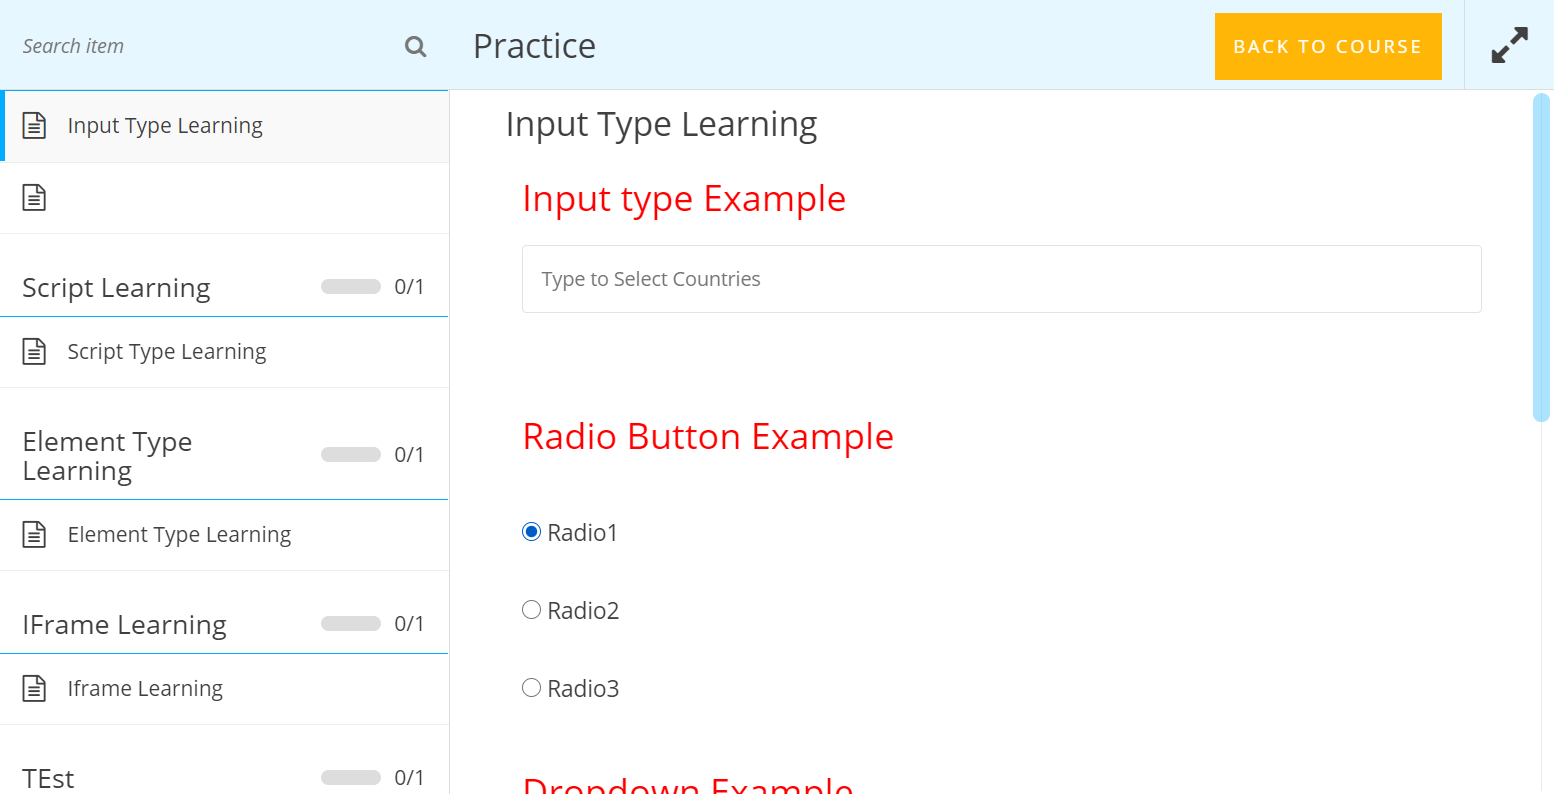 Search item
Practice
BACK TO COURSE
Input Type Learning
Script Learning
0/1
Script Type Learning
Element Type
Learning
0/1
Element Type Learning
IFrame Learning
0/1
Iframe Learning
TEst
0/1
Input Type Learning
Input type Example
Type to Select Countries
Radio Button Example
Radio1
Radio2
Radio3
Dropdown Example